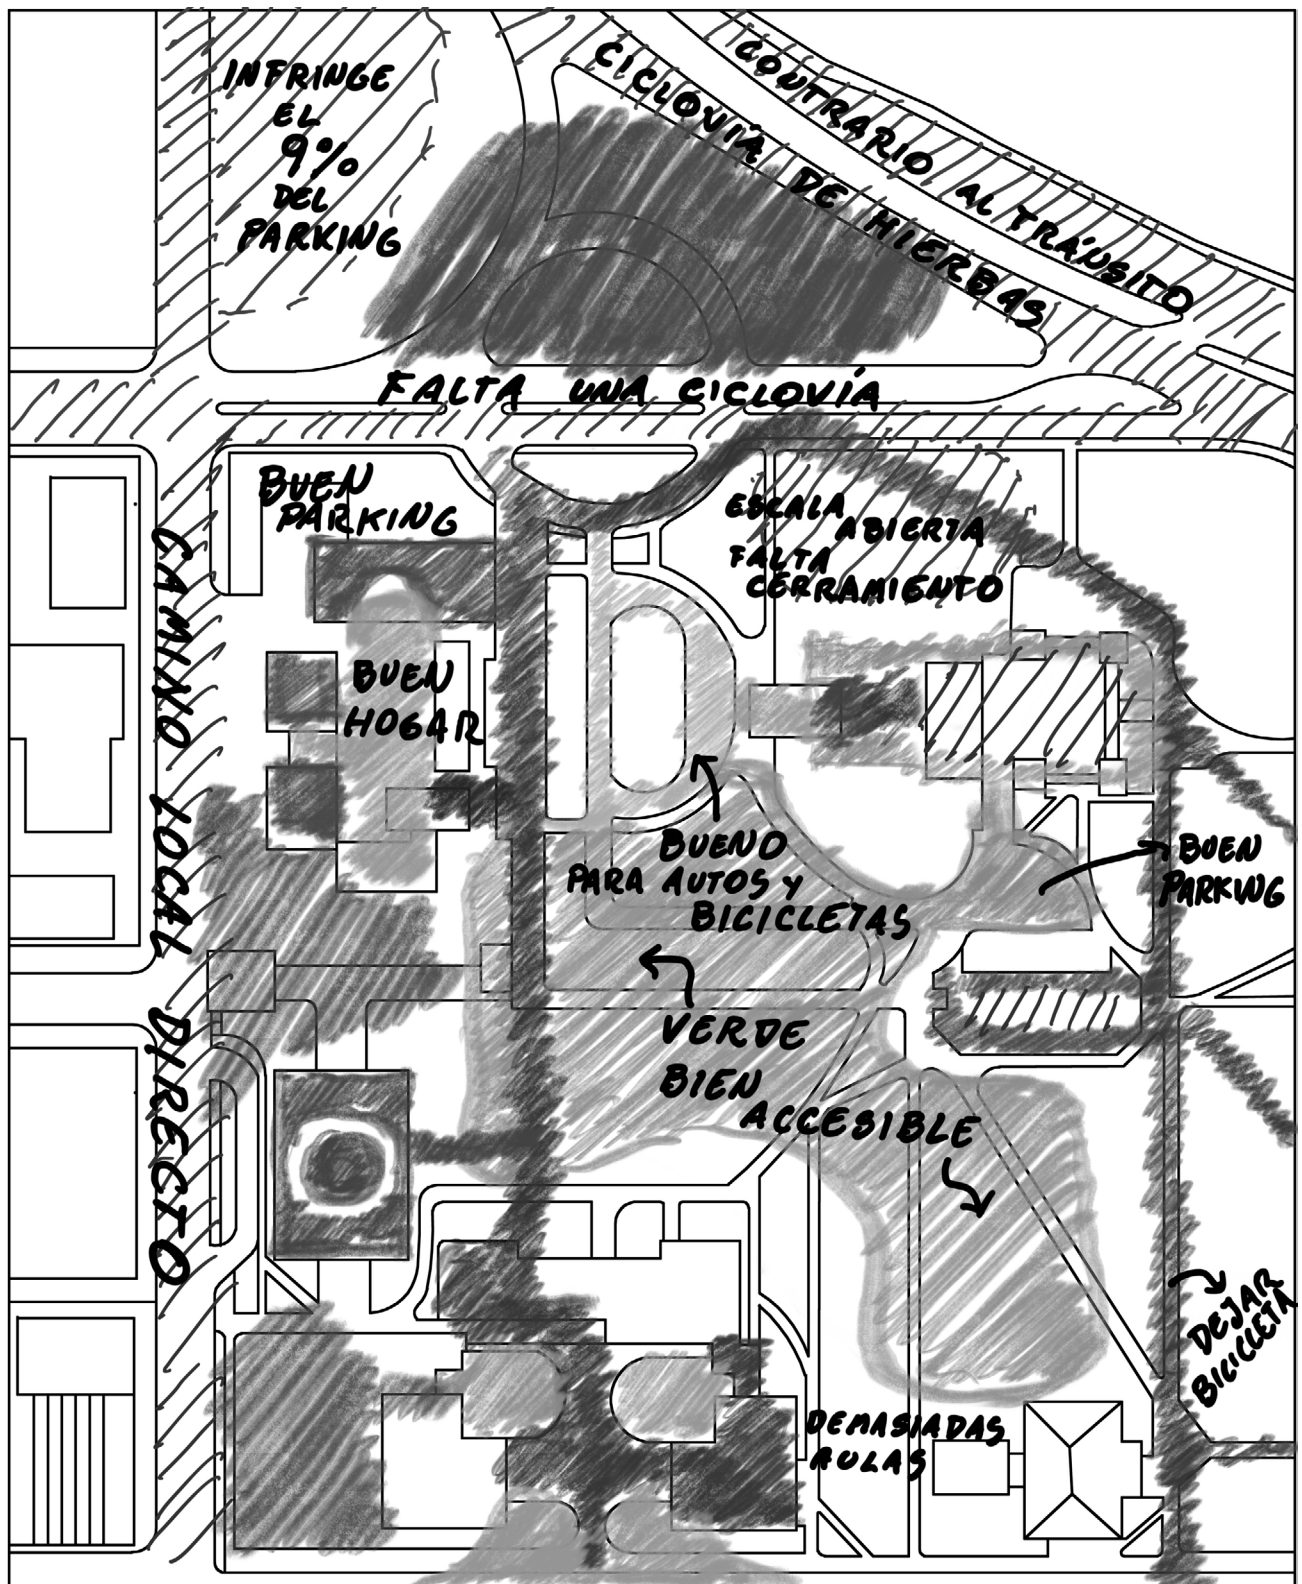 INFRINGE
EL
9%
DEL
PARKING
CONTRARIO AL TRÁNSITO
CICLOVÍA DE HIERBAS
FALTA UNA CICLOVÍA
BUEN
PARKING
ESCALA
ABIERTA
FALTA
CERRAMIENTO
CAMINO LOCAL DIRECTO
BUEN
HOGAR
BUENO
PARA AUTOS Y
BICICLETAS
BUEN
PARKING
VERDE
BIEN
ACCESIBLE
DEJAR
BICICLETA
DEMASIADAS
AULAS